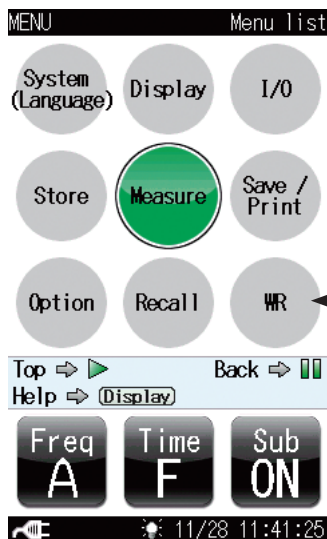 MENU Menu list
System Display I/O
(Language)
Store Measure Save /
Print
Option Recall WR
Top ⇨ ▷ Back ⇨ ▯▯
Help ⇨ (Display)
Freq Time Sub
A F ON
11/28 11:41:25